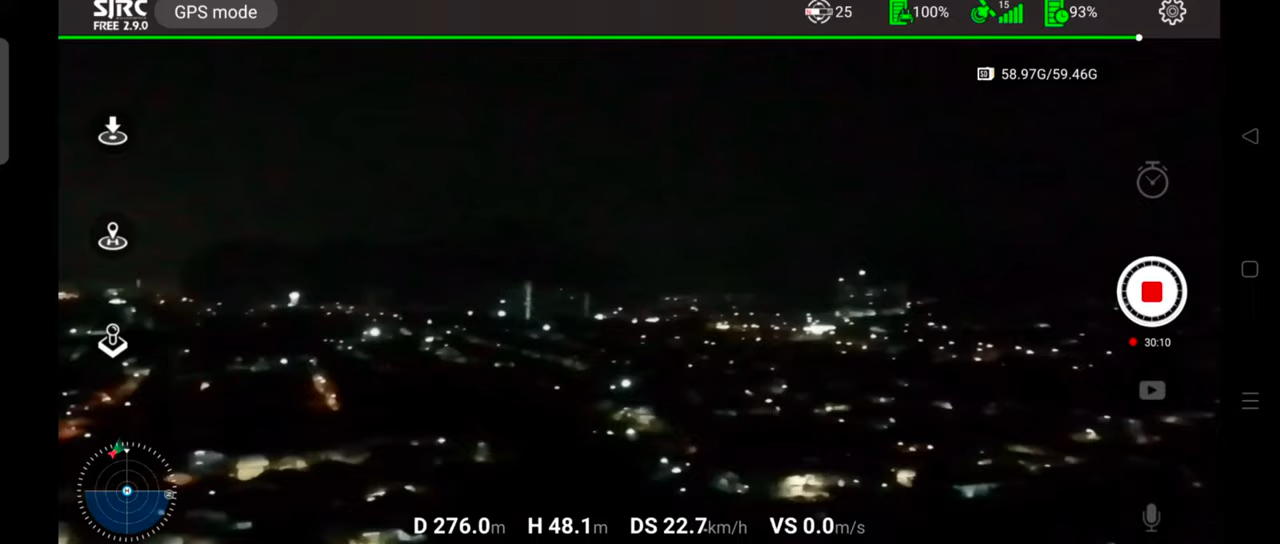 SJRC
FREE 2.9.0
GPS mode
25
100%
15
93%
SD 58.97G/59.46G
30:10
D 276.0m H 48.1m DS 22.7km/h VS 0.0m/s